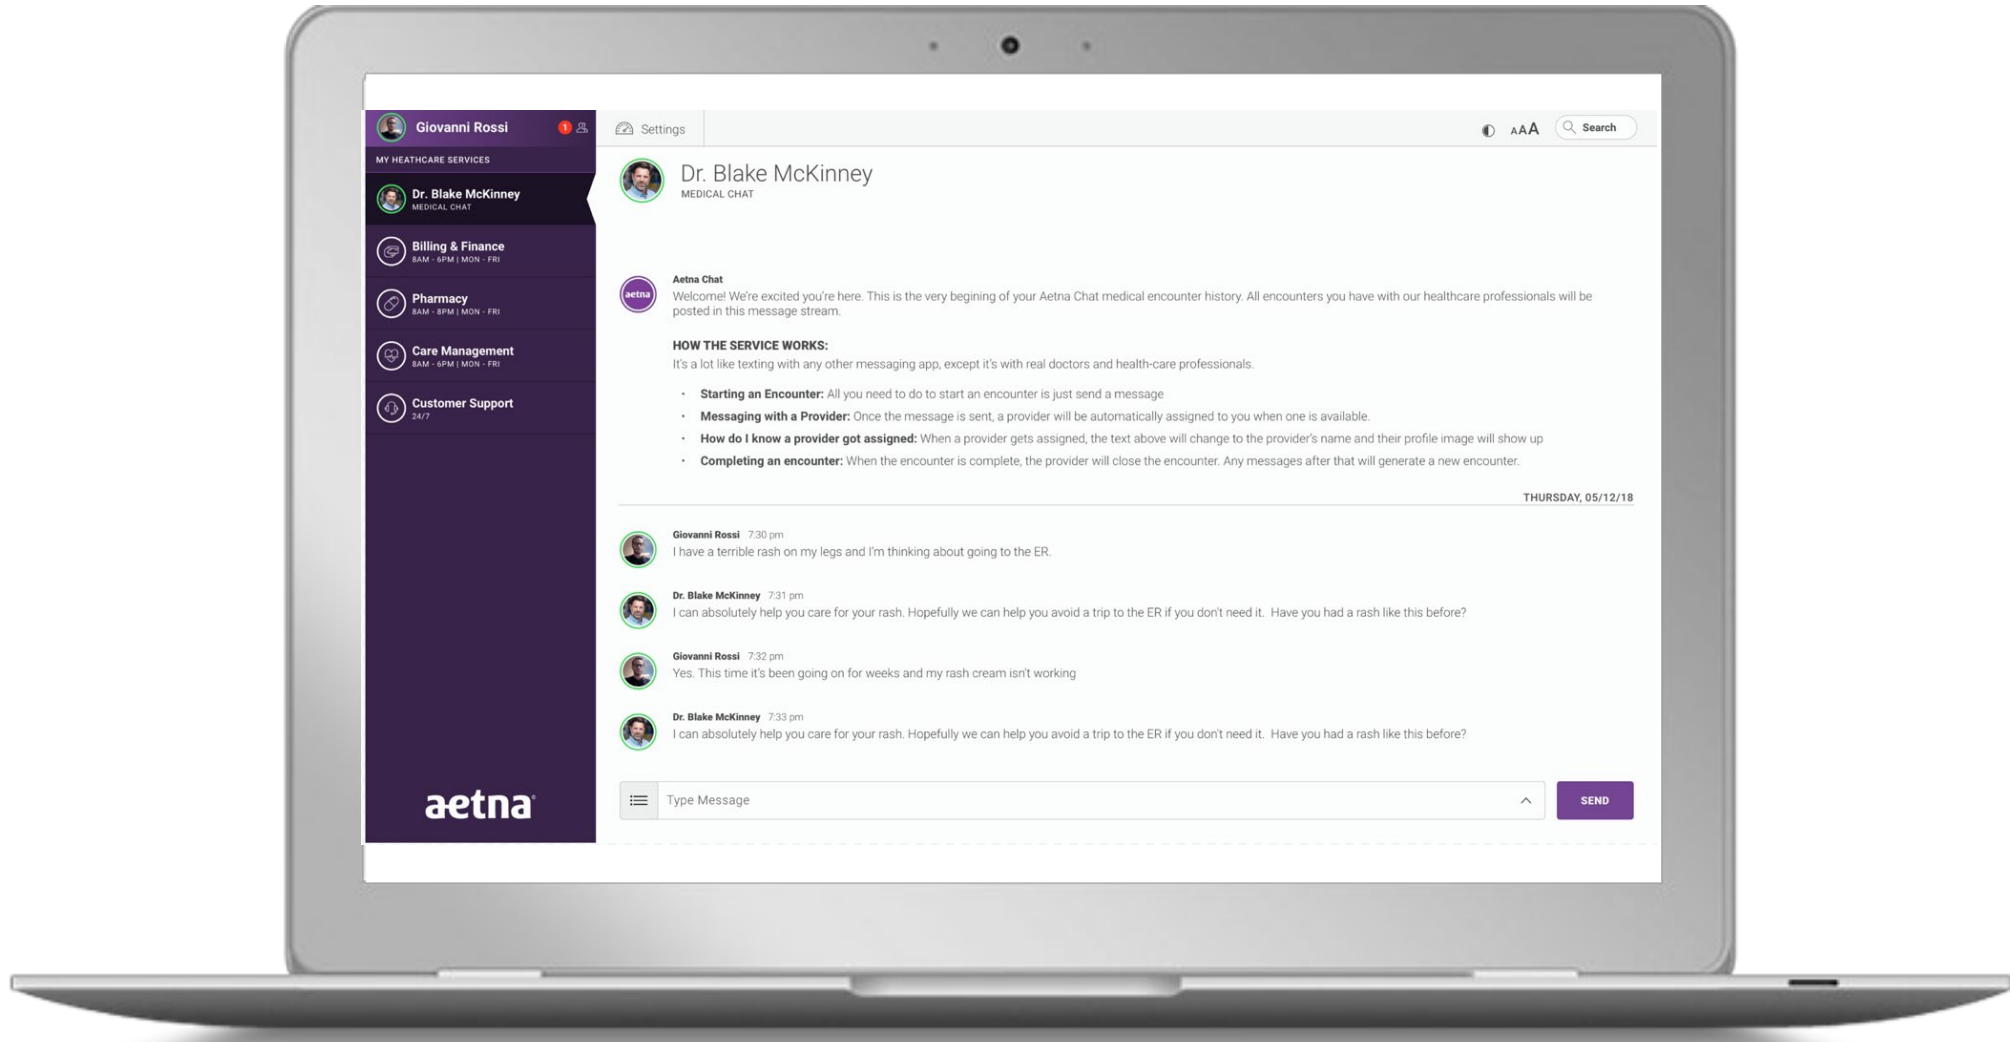 Giovanni Rossi 1
MY HEATHCARE SERVICES
Dr. Blake McKinney
MEDICAL CHAT
Billing & Finance
8AM - 6PM | MON - FRI
Pharmacy
8AM - 8PM | MON - FRI
Care Management
8AM - 6PM | MON - FRI
Customer Support
24/7
aetna
Settings
AAA
Search
Dr. Blake McKinney
MEDICAL CHAT
aetna
Aetna Chat
Welcome! We're excited you're here. This is the very begining of your Aetna Chat medical encounter history. All encounters you have with our healthcare professionals will be
posted in this message stream.
HOW THE SERVICE WORKS:
It's a lot like texting with any other messaging app, except it's with real doctors and health-care professionals.
• Starting an Encounter: All you need to do to start an encounter is just send a message
• Messaging with a Provider: Once the message is sent, a provider will be automatically assigned to you when one is available.
• How do I know a provider got assigned: When a provider gets assigned, the text above will change to the provider's name and their profile image will show up
• Completing an encounter: When the encounter is complete, the provider will close the encounter. Any messages after that will generate a new encounter.
THURSDAY, 05/12/18
Giovanni Rossi 7:30 pm
I have a terrible rash on my legs and I'm thinking about going to the ER.
Dr. Blake McKinney 7:31 pm
I can absolutely help you care for your rash. Hopefully we can help you avoid a trip to the ER if you don't need it. Have you had a rash like this before?
Giovanni Rossi 7:32 pm
Yes. This time it's been going on for weeks and my rash cream isn't working
Dr. Blake McKinney 7:33 pm
I can absolutely help you care for your rash. Hopefully we can help you avoid a trip to the ER if you don't need it. Have you had a rash like this before?
Type Message
SEND